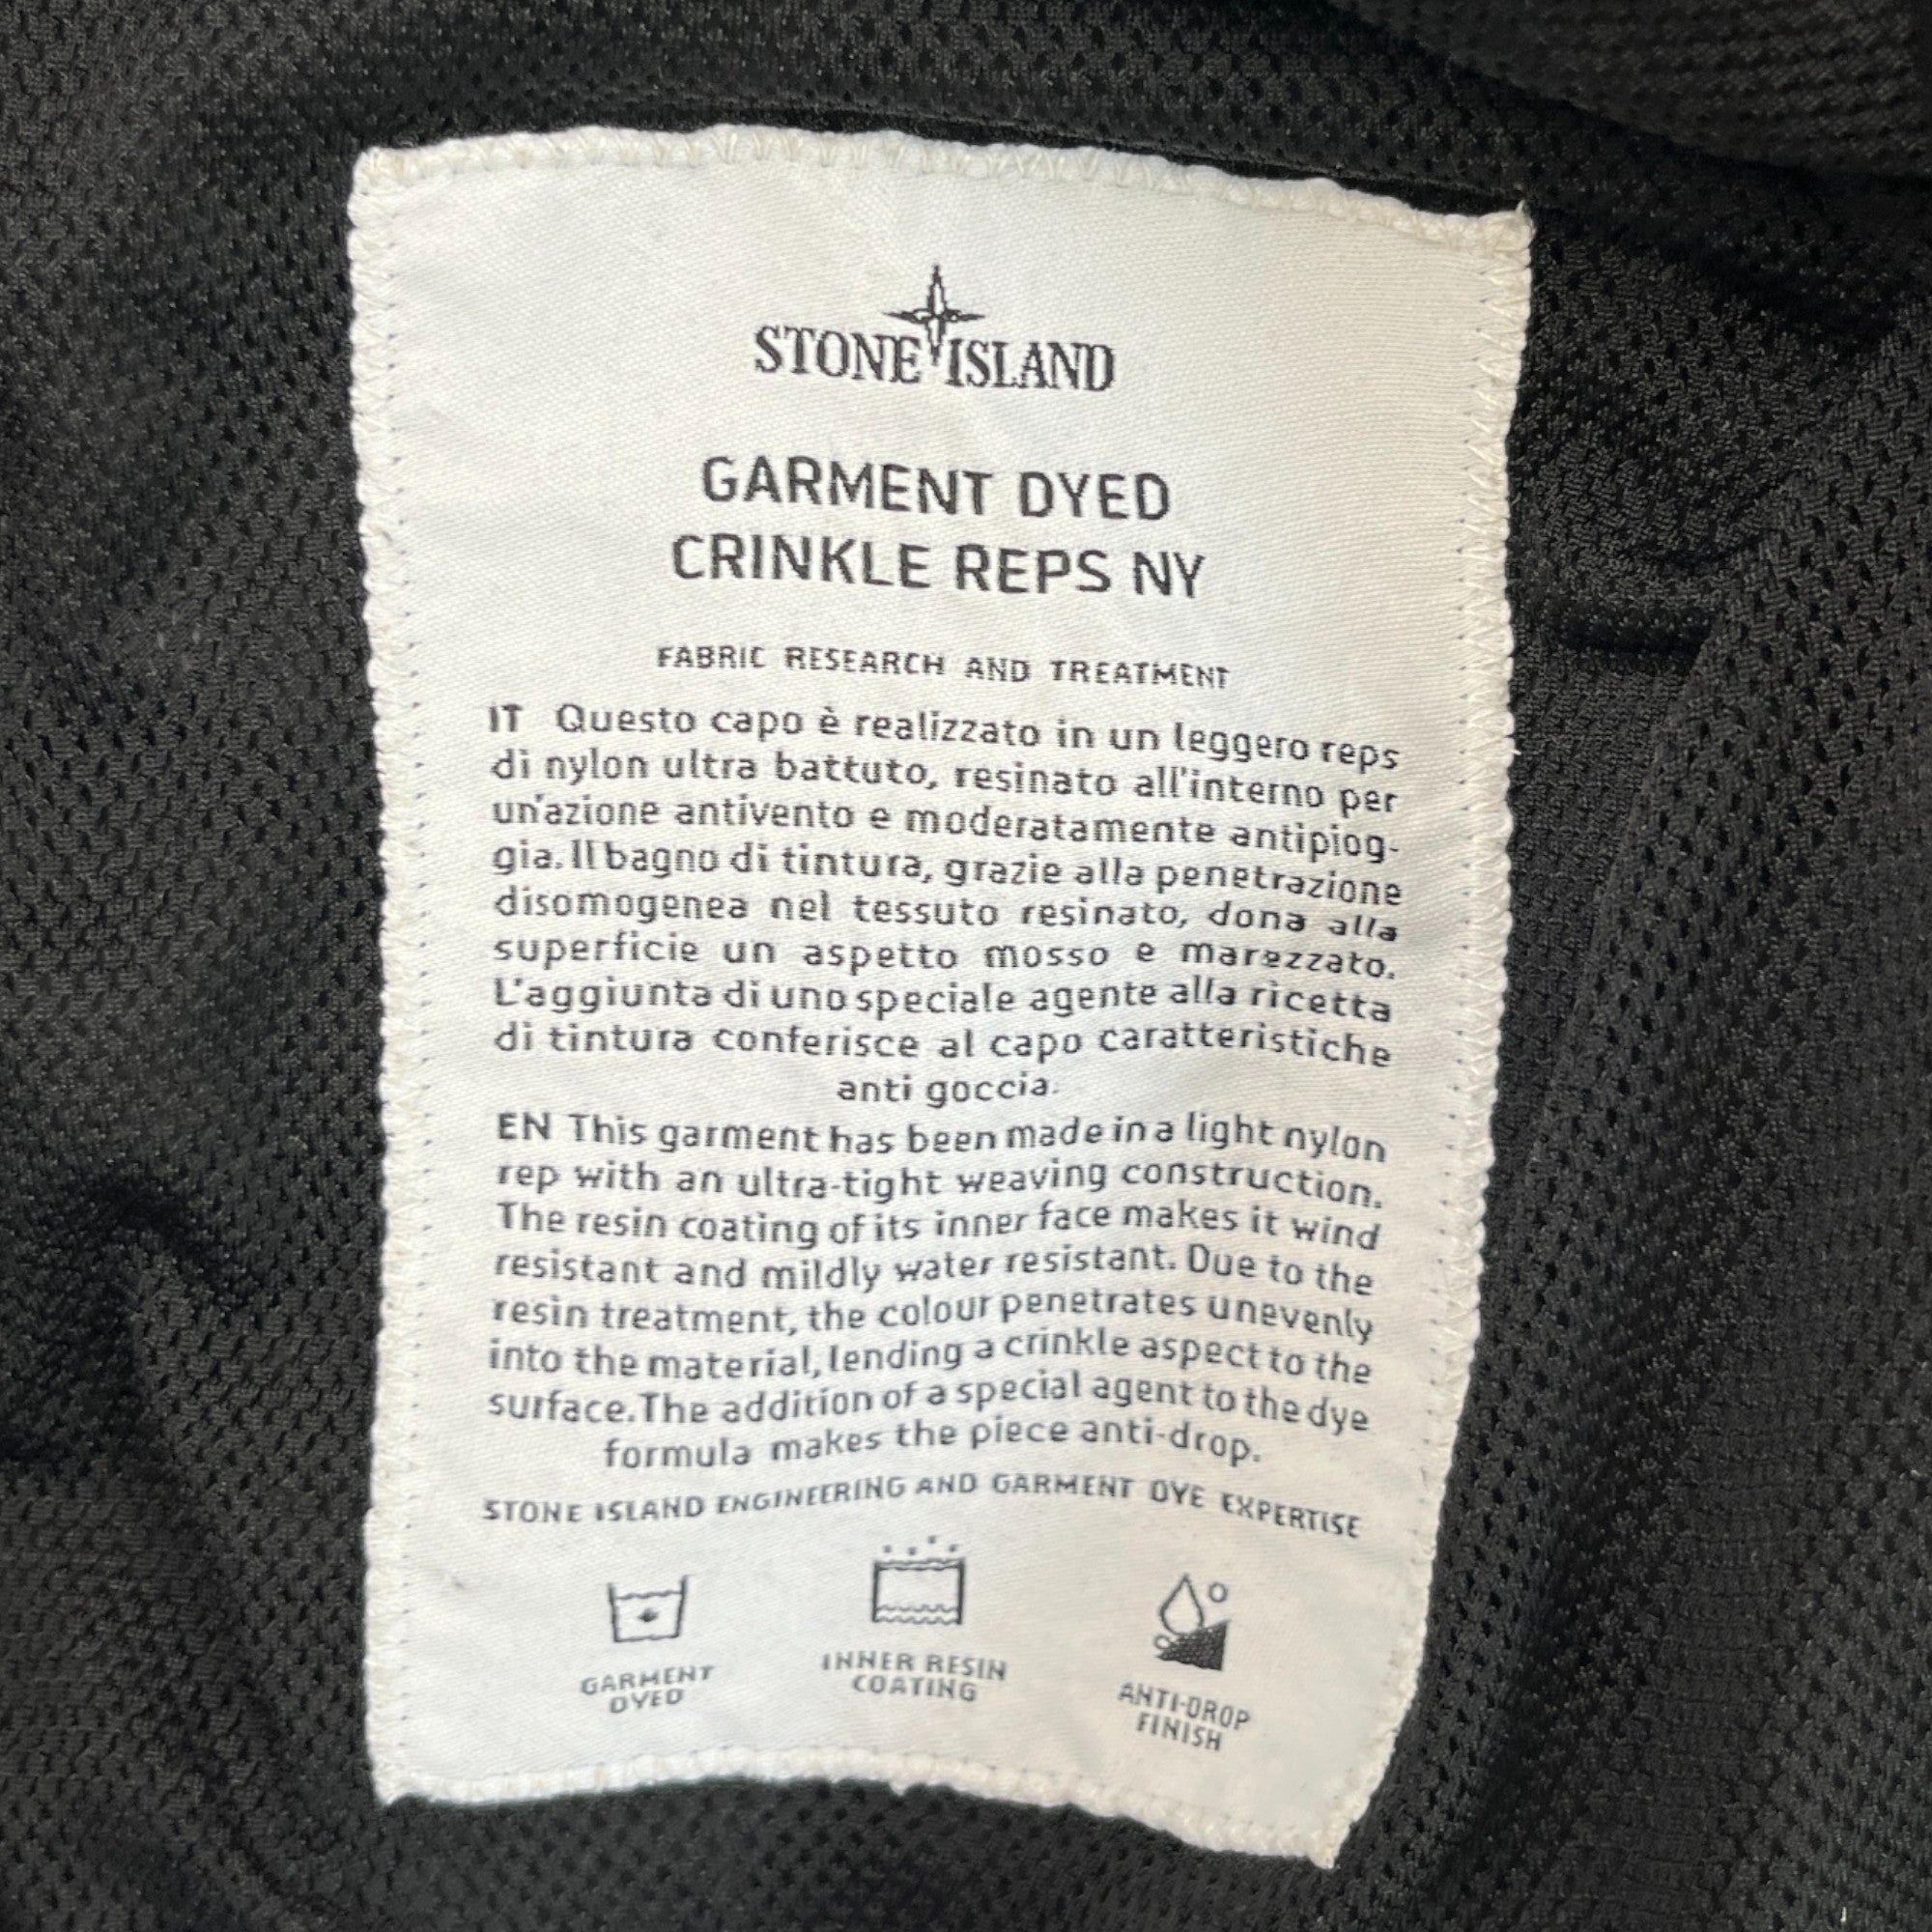 STONE ISLAND
GARMENT DYED
CRINKLE REPS NY
FABRIC RESEARCH AND TREATMENT
IT Questo capo è realizzato in un leggero reps
di nylon ultra battuto, resinato all'interno per
un'azione antivento e moderatamente antipiog-
gia. Il bagno di tintura, grazie alla penetrazione
disomogenea nel tessuto resinato, dona alla
superficie un aspetto mosso e marezzato.
L'aggiunta di uno speciale agente alla ricetta
di tintura conferisce al capo caratteristiche
anti goccia.
EN This garment has been made in a light nylon
rep with an ultra-tight weaving construction.
The resin coating of its inner face makes it wind
resistant and mildly water resistant. Due to the
resin treatment, the colour penetrates unevenly
into the material, lending a crinkle aspect to the
surface. The addition of a special agent to the dye
formula makes the piece anti-drop.
STONE ISLAND ENGINEERING AND GARMENT DYE EXPERTISE
GARMENT
DYED
INNER RESIN
COATING
ANTI-DROP
FINISH